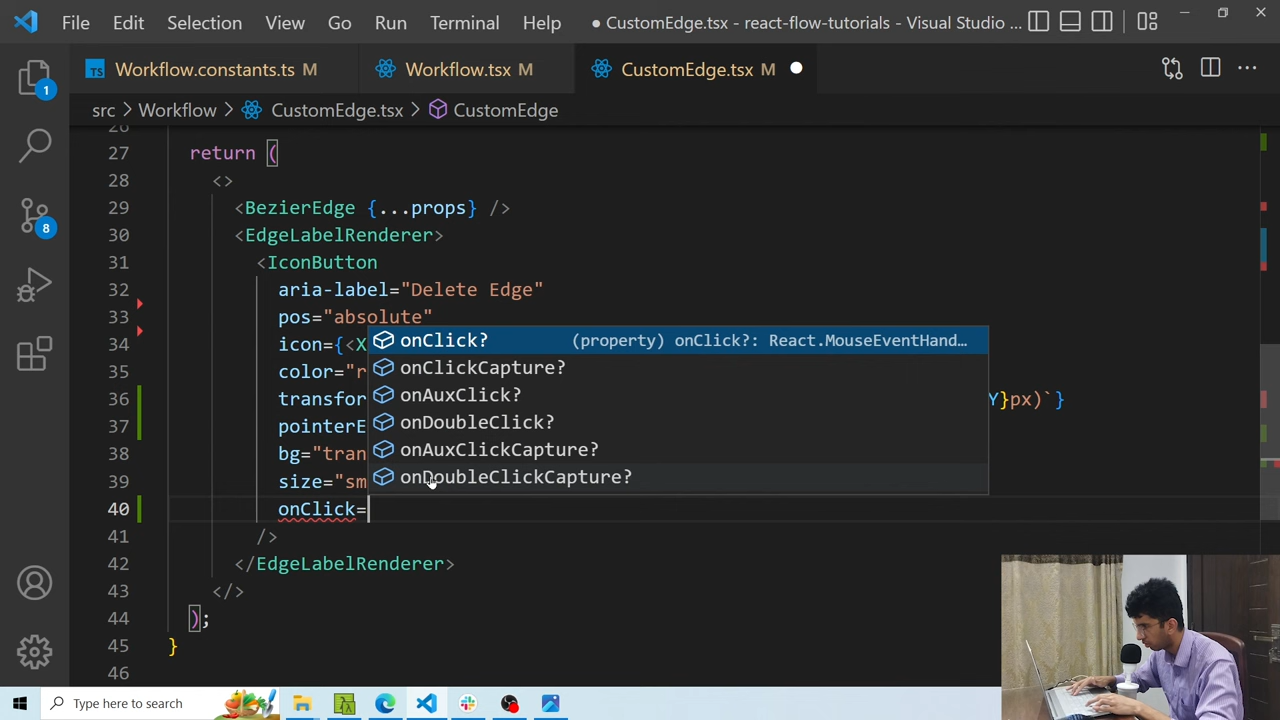 File Edit View Selection Go Run Terminal Help ● CustomEdge.tsx - react-flow-tutorials - Visual Studio ...
TS Workflow.constants.ts M Workflow.tsx M CustomEdge.tsx M
src > Workflow > CustomEdge.tsx > CustomEdge
1
8
26
27 return (
28 <>
29 <BezierEdge {...props} />
30 <EdgeLabelRenderer>
31 <IconButton
32 aria-label="Delete Edge"
33 pos="absolute"
34 icon={<X
35 color="r
36 transfor Y}px)`}
37 pointerE
38 bg="tran
39 size="sm
40 onClick=
41 />
42 </EdgeLabelRenderer>
43 </>
44 );
45 }
46
onClick? (property) onClick?: React.MouseEventHand...
onClickCapture?
onAuxClick?
onDoubleClick?
onAuxClickCapture?
onDoubleClickCapture?
Type here to search